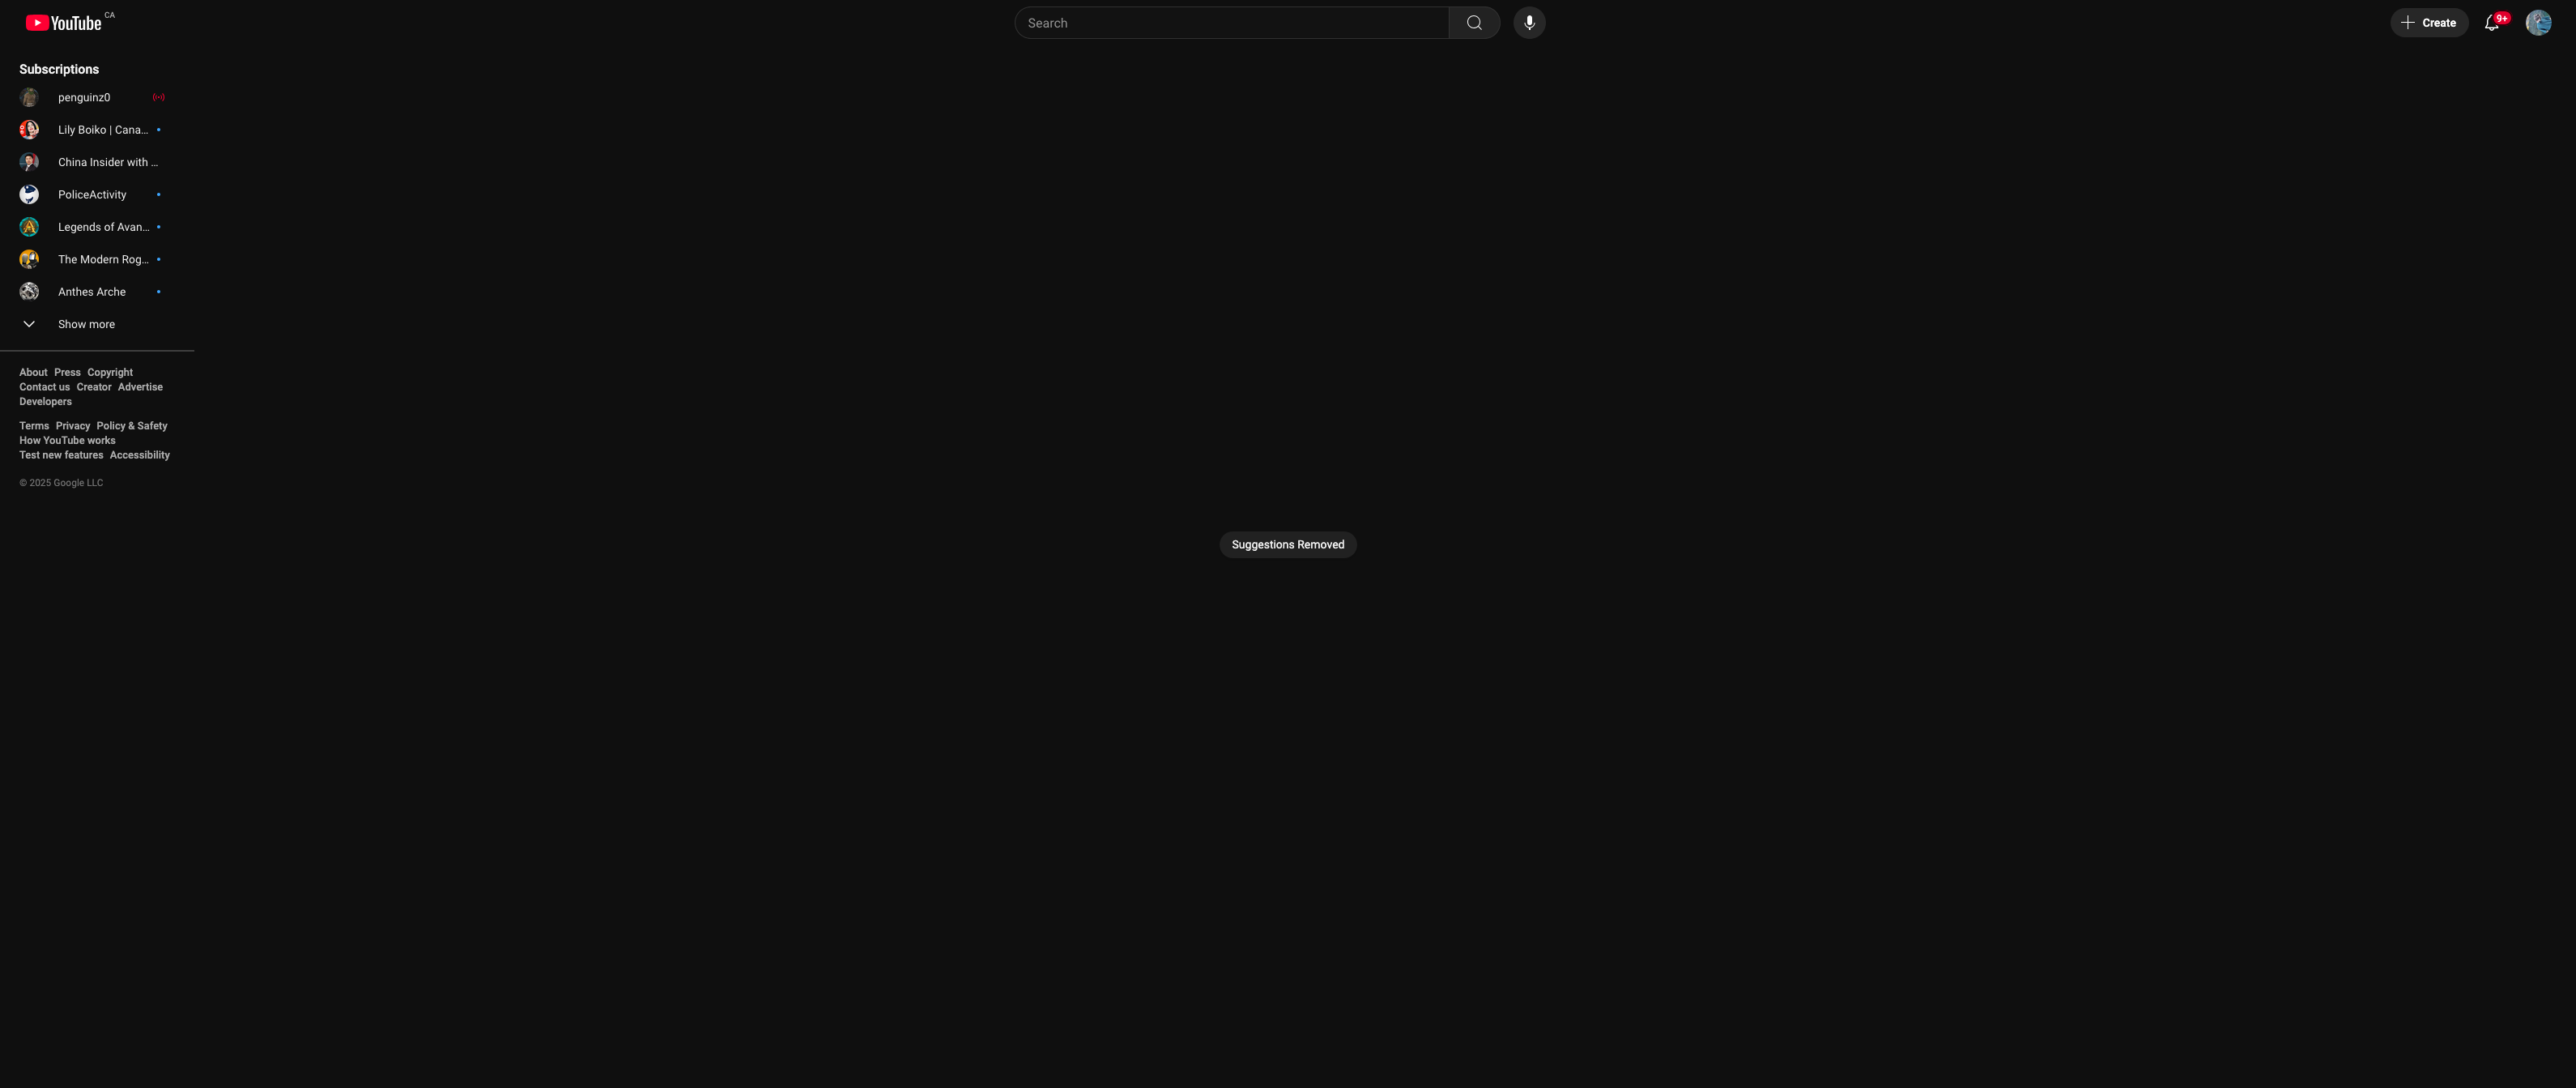 YouTube CA
Search
Create
9+
Subscriptions
penguinz0
Lily Boiko | Cana...
China Insider with ...
PoliceActivity
Legends of Avan...
The Modern Rog...
Anthes Arche
Show more
About Press Copyright
Contact us Creator Advertise
Developers
Terms Privacy Policy & Safety
How YouTube works
Test new features Accessibility
© 2025 Google LLC
Suggestions Removed